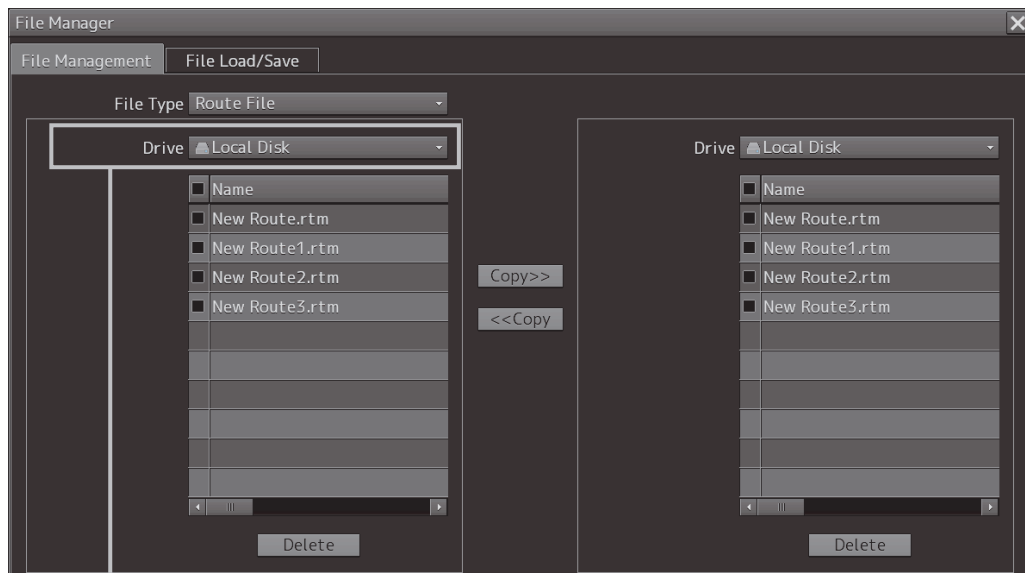 File Manager
File Management
File Load/Save
File Type Route File
Drive Local Disk
Name
New Route.rtm
New Route1.rtm
New Route2.rtm
New Route3.rtm
Delete
Copy>>
<<Copy
Drive Local Disk
Name
New Route.rtm
New Route1.rtm
New Route2.rtm
New Route3.rtm
Delete